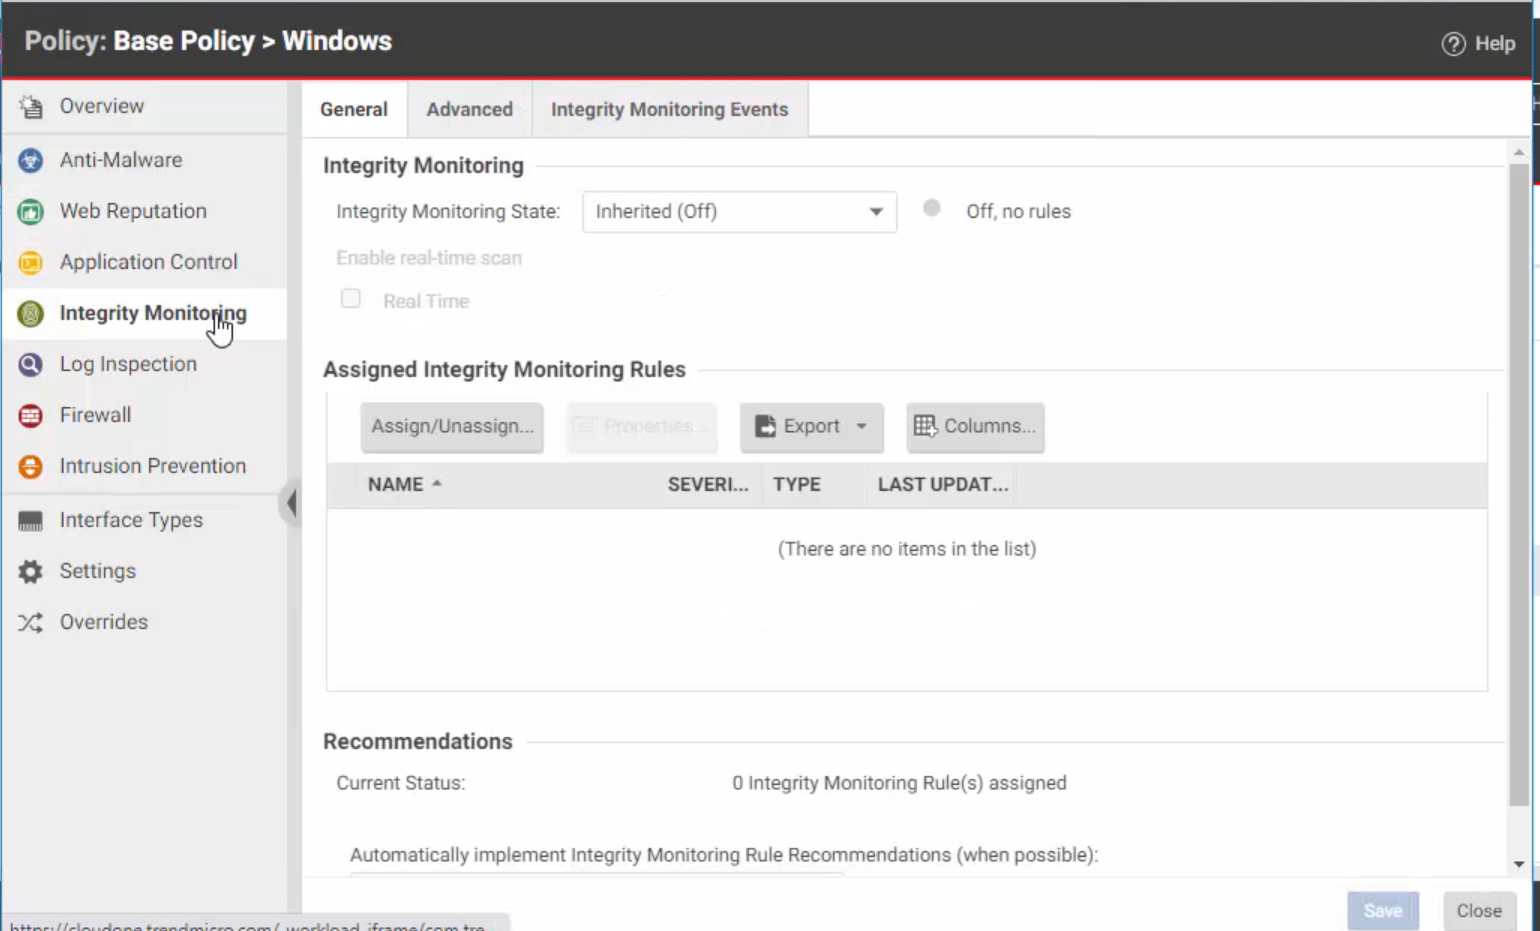 Policy: Base Policy > Windows
Help
Overview
Anti-Malware
Web Reputation
Application Control
Integrity Monitoring
Log Inspection
Firewall
Intrusion Prevention
Interface Types
Settings
Overrides
General
Advanced
Integrity Monitoring Events
Integrity Monitoring
Integrity Monitoring State: Inherited (Off) Off, no rules
Enable real-time scan
Real Time
Assigned Integrity Monitoring Rules
Assign/Unassign... Properties... Export Columns...
NAME SEVERI... TYPE LAST UPDAT...
(There are no items in the list)
Recommendations
Current Status: 0 Integrity Monitoring Rule(s) assigned
Automatically implement Integrity Monitoring Rule Recommendations (when possible):
Save Close
https://cloudone.trendmicro.com/_workload_iframe/com.tre...